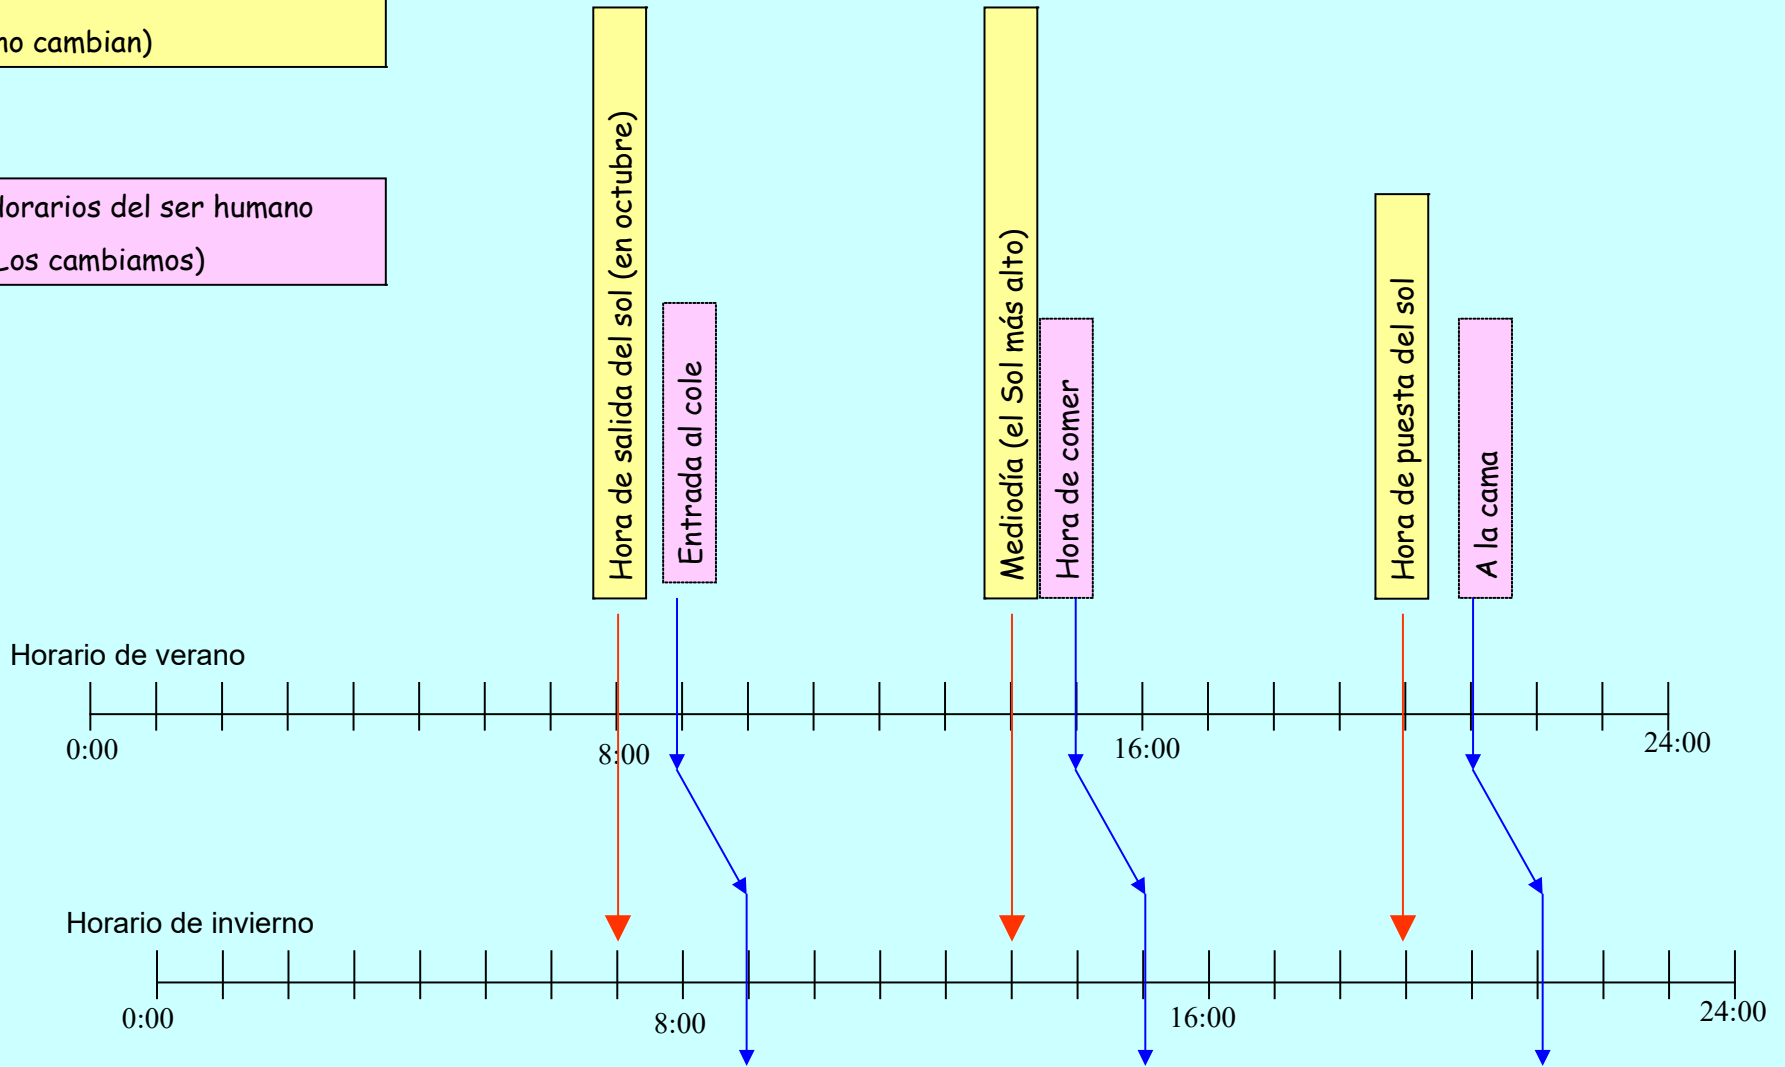 no cambian)
Horarios del ser humano
Los cambiamos)
Hora de salida del sol (en octubre)
Entrada al cole
Mediodía (el Sol más alto)
Hora de comer
Hora de puesta del sol
A la cama
Horario de verano
0:00
8:00
16:00
24:00
Horario de invierno
0:00
8:00
16:00
24:00